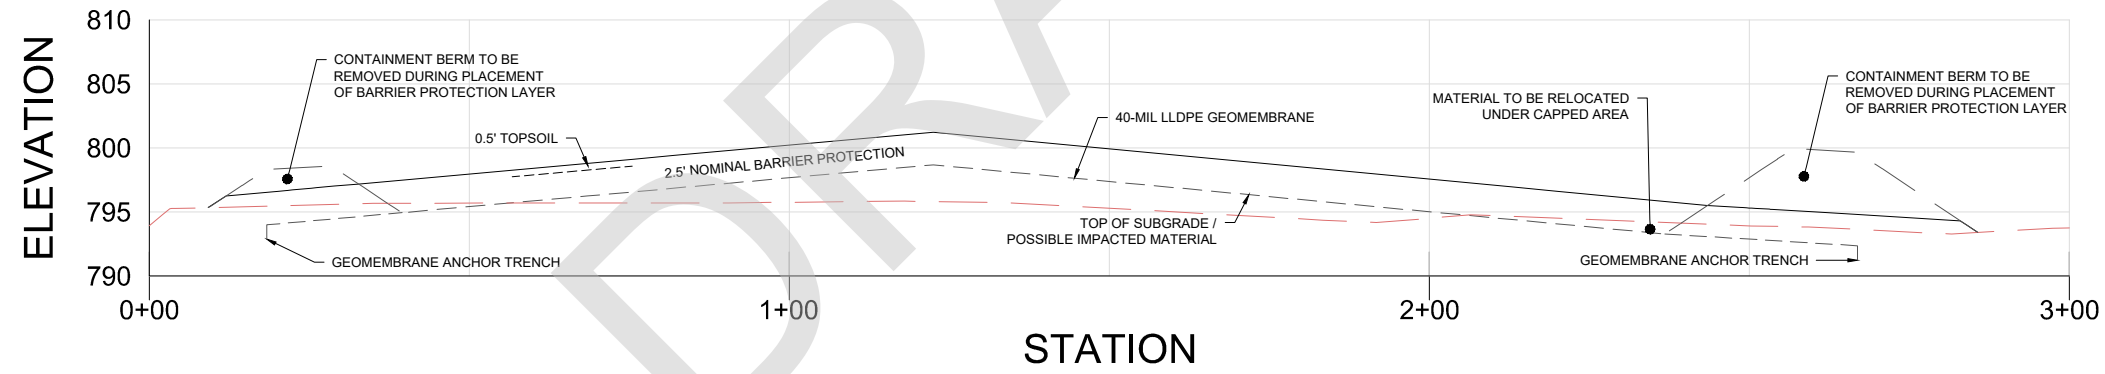 810
805
800
795
790
ELEVATION
CONTAINMENT BERM TO BE
REMOVED DURING PLACEMENT
OF BARRIER PROTECTION LAYER
0.5' TOPSOIL
2.5' NOMINAL BARRIER PROTECTION
40-MIL LLDPE GEOMEMBRANE
MATERIAL TO BE RELOCATED
UNDER CAPPED AREA
CONTAINMENT BERM TO BE
REMOVED DURING PLACEMENT
OF BARRIER PROTECTION LAYER
TOP OF SUBGRADE /
POSSIBLE IMPACTED MATERIAL
GEOMEMBRANE ANCHOR TRENCH
GEOMEMBRANE ANCHOR TRENCH
0+00
1+00
2+00
3+00
STATION
DRA